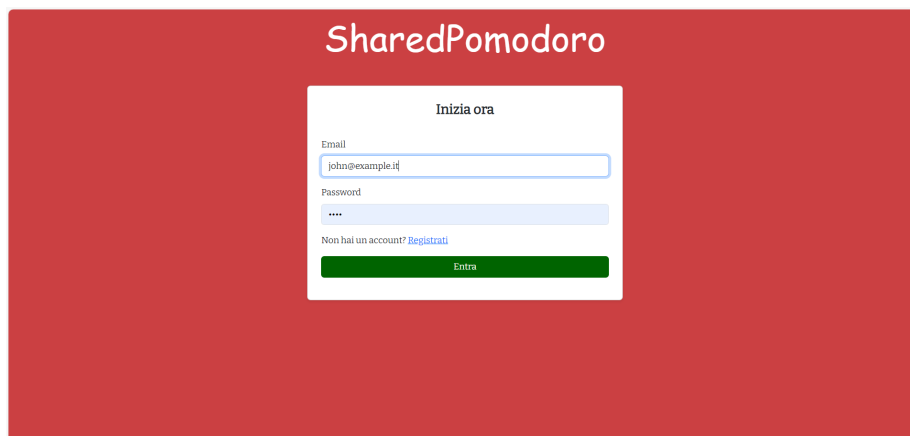 SharedPomodoro
Inizia ora
Email
john@example.it
Password
••••
Non hai un account? Registrati
Entra